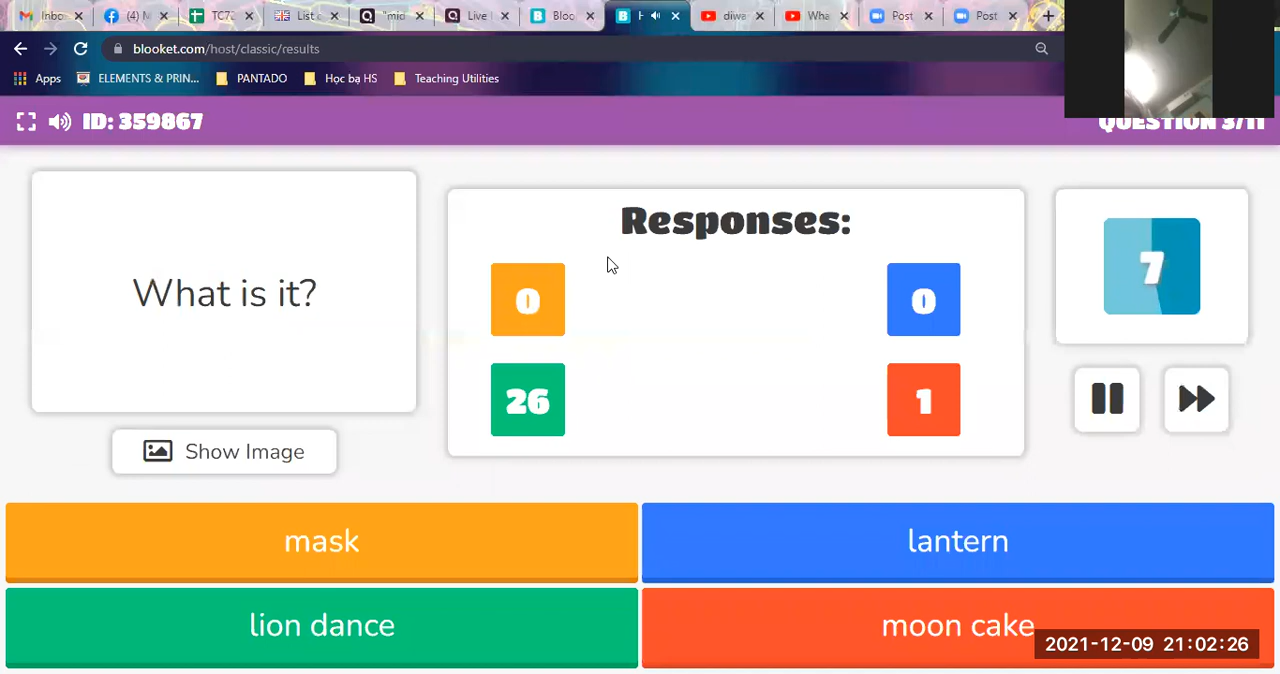 Inbo
(4) M
TC7
List o
"mid
Live
Bloo
H
diwa
Wha
Post
Post
blooket.com/host/classic/results
Apps
ELEMENTS & PRIN...
PANTADO
Học bạ HS
Teaching Utilities
ID: 359867
QUESTION 3/11
What is it?
Responses:
0
0
26
1
7
Show Image
mask
lantern
lion dance
moon cake
2021-12-09 21:02:26